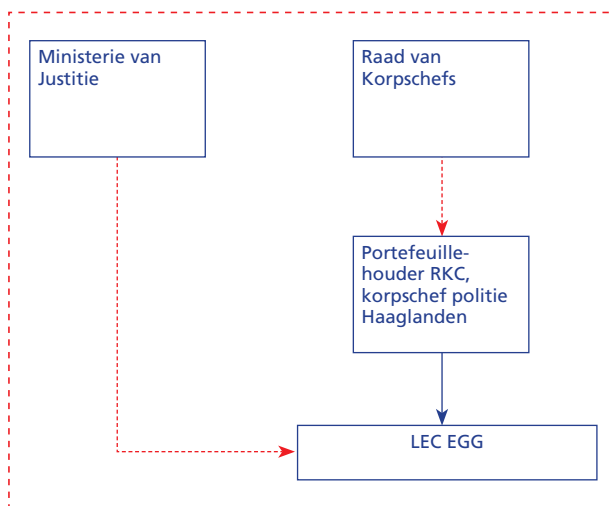 Ministerie van
Justitie
Raad van
Korpschefs
Portefeuille-
houder RKC,
korpschef politie
Haaglanden
LEC EGG